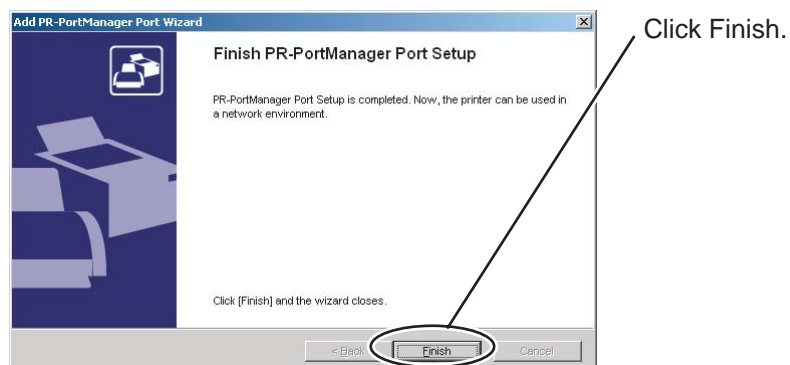 Add PR-PortManager Port Wizard
Click Finish.
Finish PR-PortManager Port Setup
PR-PortManager Port Setup is completed. Now, the printer can be used in
a network environment.
Click [Finish] and the wizard closes.
< Back
Finish
Cancel